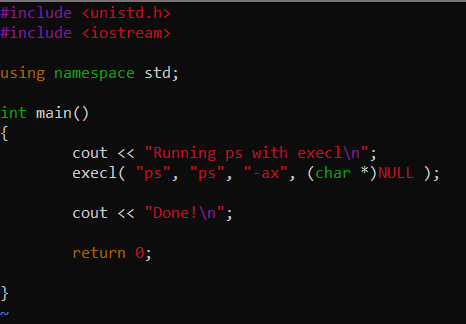 #include <unistd.h>
#include <iostream>
using namespace std;
int main()
{
cout << "Running ps with execl\n";
execl( "ps", "ps", "-ax", (char *)NULL );
cout << "Done!\n";
return 0;
}
~